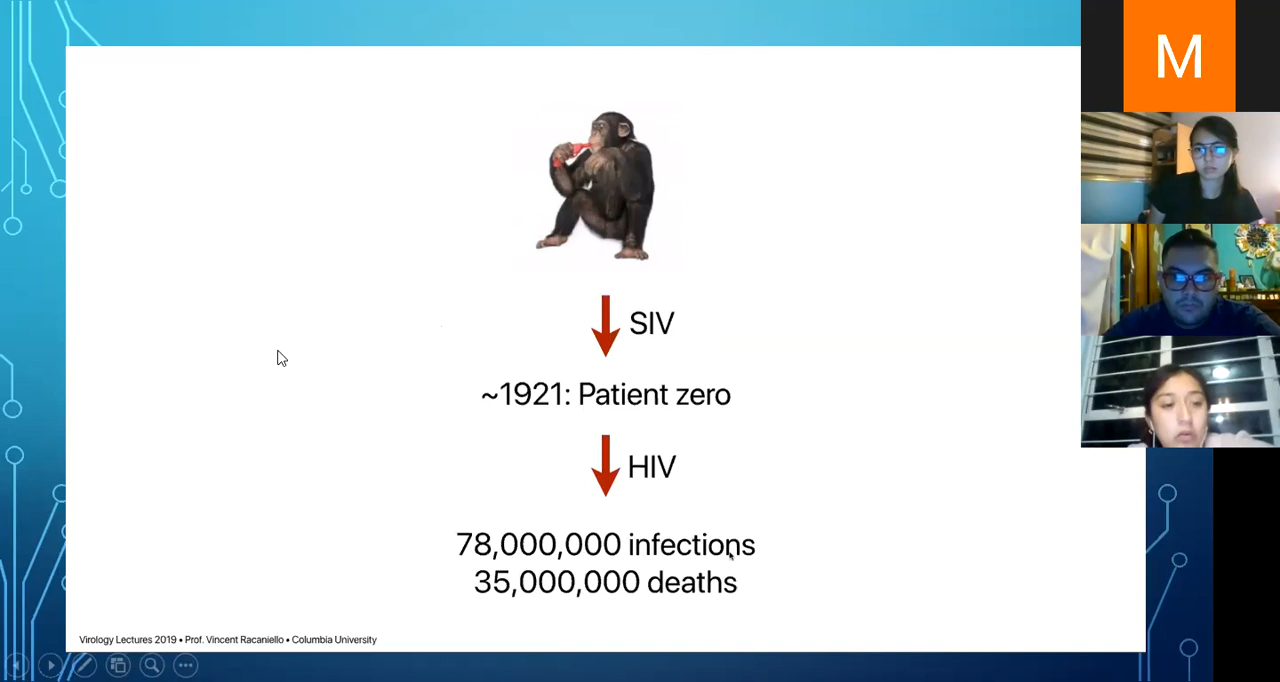 M
SIV
~1921: Patient zero
HIV
78,000,000 infections
35,000,000 deaths
Virology Lectures 2019 • Prof. Vincent Racaniello • Columbia University